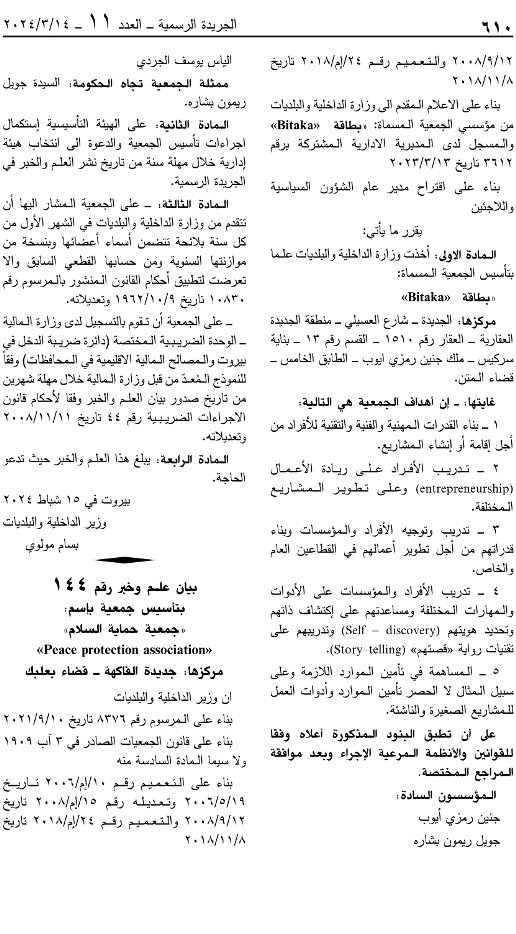 ٦١٠
الجريدة الرسمية ـ العدد ١١ ـ ٢٠٢٤/٣/١٤
٢٠٠٨/٩/١٢ والتعميم رقم ٢٤/إم/٢٠١٨ تاريخ
٢٠١٨/١١/٨
بناء على الاعلام المقدم الى وزارة الداخلية والبلديات
من مؤسسي الجمعية المسماة: «بطاقة «Bitaka»
والمسجل لدى المديرية الادارية المشتركة برقم
٣٦١٢ تاريخ ٢٠٢٣/٣/١٣
بناء على اقتراح مدير عام الشؤون السياسية
واللاجئين
يقرر ما يأتي:
المادة الاولى: أخذت وزارة الداخلية والبلديات علما
بتأسيس الجمعية المسماة:
«بطاقة «Bitaka»
مركزها: الجديدة ـ شارع العسيلي ـ منطقة الجديدة
العقارية ـ العقار رقم ١٥١٠ ـ القسم رقم ١٣ ـ بناية
سركيس ـ ملك جنين رمزي ايوب ـ الطابق الخامس ـ
قضاء المتن.
غايتها: ـ إن أهداف الجمعية هي التالية:
١ ـ بناء القدرات المهنية والفنية والتقنية للأفراد من
أجل إقامة أو إنشاء المشاريع.
٢ ـ تدريب الأفراد على ريادة الأعمال
(entrepreneurship) وعلى تطوير المشاريع
المختلفة.
٣ ـ تدريب وتوجيه الأفراد والمؤسسات وبناء
قدراتهم من أجل تطوير أعمالهم في القطاعين العام
والخاص.
٤ ـ تدريب الأفراد والمؤسسات على الأدوات
والمهارات المختلفة ومساعدتهم على إكتشاف ذاتهم
وتحديد هويتهم (Self – discovery) وتدريبهم على
تقنيات رواية «قصتهم» (Story–telling).
٥ ـ المساهمة في تأمين الموارد اللازمة وعلى
سبيل المثال لا الحصر تأمين الموارد وأدوات العمل
للمشاريع الصغيرة والناشئة.
على أن تطبق البنود المذكورة أعلاه وفقا
للقوانين والأنظمة المرعية الإجراء وبعد موافقة
المراجع المختصة.
المؤسسون السادة:
جنين رمزي أيوب
جويل ريمون بشاره
الياس يوسف الجردي
ممثلة الجمعية تجاه الحكومة: السيدة جويل
ريمون بشاره.
المادة الثانية: على الهيئة التأسيسية إستكمال
اجراءات تأسيس الجمعية والدعوة الى انتخاب هيئة
إدارية خلال مهلة سنة من تاريخ نشر العلم والخبر في
الجريدة الرسمية.
المادة الثالثة: ـ على الجمعية المشار اليها أن
تتقدم من وزارة الداخلية والبلديات في الشهر الأول من
كل سنة بلائحة تتضمن أسماء أعضائها وبنسخة من
موازنتها السنوية ومن حسابها القطعي السابق والا
تعرضت لتطبيق أحكام القانون المنشور بالمرسوم رقم
١٠٨٣٠ تاريخ ١٩٦٢/١٠/٩ وتعديلاته.
ـ على الجمعية أن تقوم بالتسجيل لدى وزارة المالية
ـ الوحدة الضريبية المختصة (دائرة ضريبة الدخل في
بيروت والمصالح المالية الاقليمية في المحافظات) وفقاً
للنموذج المُعدّ من قبل وزارة المالية خلال مهلة شهرين
من تاريخ صدور بيان العلم والخبر وفقا لأحكام قانون
الاجراءات الضريبية رقم ٤٤ تاريخ ٢٠٠٨/١١/١١
وتعديلاته.
المادة الرابعة: يبلغ هذا العلم والخبر حيث تدعو
الحاجة.
بيروت في ١٥ شباط ٢٠٢٤
وزير الداخلية والبلديات
بسام مولوي
بيان علم وخبر رقم ١٤٤
بتأسيس جمعية بإسم:
«جمعية حماية السلام»
«Peace protection association»
مركزها: جديدة الفاكهة ـ قضاء بعلبك
ان وزير الداخلية والبلديات
بناء على المرسوم رقم ٨٣٧٦ تاريخ ٢٠٢١/٩/١٠
بناء على قانون الجمعيات الصادر في ٣ آب ١٩٠٩
ولا سيما المادة السادسة منه
بناء على التعميم رقم ١٠/إم/٢٠٠٦ تاريخ
٢٠٠٦/٥/١٩ وتعديله رقم ١٥/إم/٢٠٠٨ تاريخ
٢٠٠٨/٩/١٢ والتعميم رقم ٢٤/إم/٢٠١٨ تاريخ
٢٠١٨/١١/٨